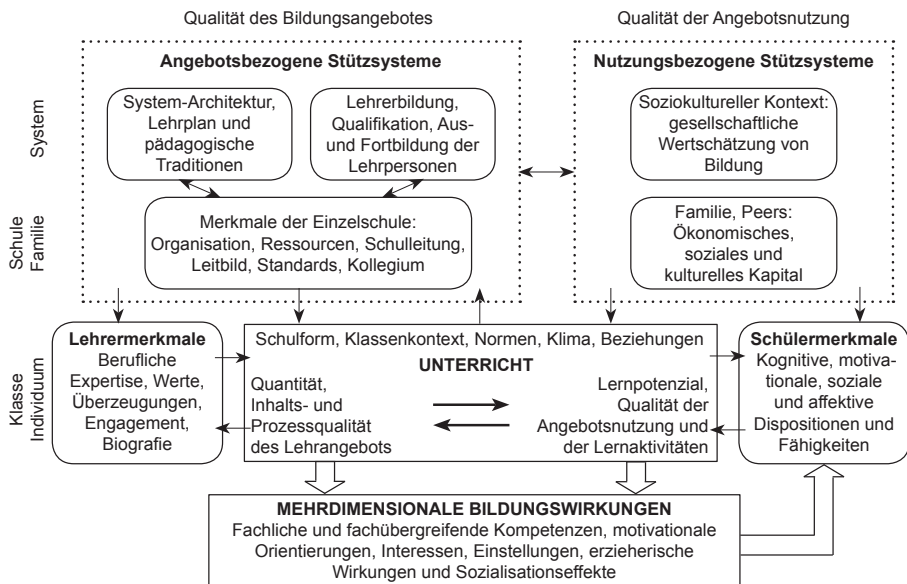 Qualität des Bildungsangebotes
Qualität der Angebotsnutzung
System
Schule
Familie
Klasse
Individuum
Angebotsbezogene Stützsysteme
System-Architektur,
Lehrplan und
pädagogische
Traditionen
Lehrerbildung,
Qualifikation, Aus-
und Fortbildung der
Lehrpersonen
Merkmale der Einzelschule:
Organisation, Ressourcen, Schulleitung,
Leitbild, Standards, Kollegium
Nutzungsbezogene Stützsysteme
Soziokultureller Kontext:
gesellschaftliche
Wertschätzung von
Bildung
Familie, Peers:
Ökonomisches,
soziales und
kulturelles Kapital
Lehrermerkmale
Berufliche
Expertise, Werte,
Überzeugungen,
Engagement,
Biografie
Schulform, Klassenkontext, Normen, Klima, Beziehungen
UNTERRICHT
Quantität,
Inhalts- und
Prozessqualität
des Lehrangebots
Lernpotenzial,
Qualität der
Angebotsnutzung und
der Lernaktivitäten
Schülermerkmale
Kognitive, motiva-
tionale, soziale
und affektive
Dispositionen und
Fähigkeiten
MEHRDIMENSIONALE BILDUNGSWIRKUNGEN
Fachliche und fachübergreifende Kompetenzen, motivationale
Orientierungen, Interessen, Einstellungen, erzieherische
Wirkungen und Sozialisationseffekte